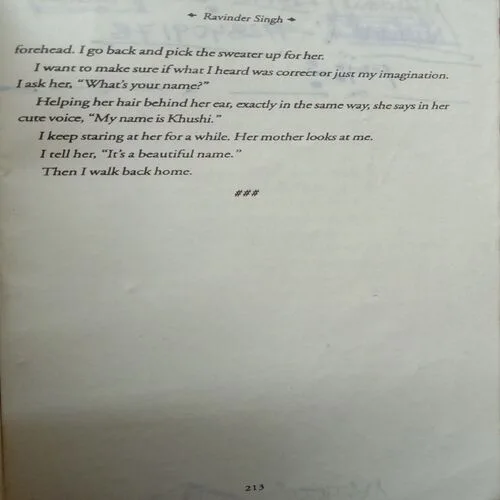 Ravinder Singh
forehead. I go back and pick the sweater up for her.
I want to make sure if what I heard was correct or just my imagination.
I ask her, “What’s your name?”
Helping her hair behind her ear, exactly in the same way, she says in her
cute voice, “My name is Khushi.”
I keep staring at her for a while. Her mother looks at me.
I tell her, “It’s a beautiful name.”
Then I walk back home.
###
213